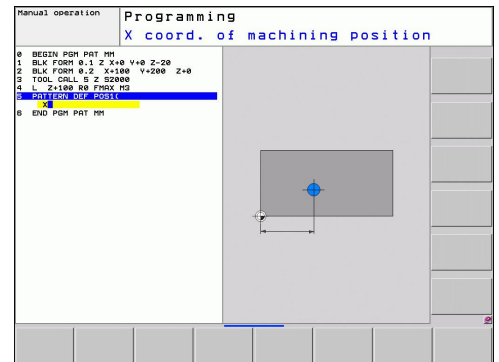 Manual operation
Programming
X coord. of machining position
0 BEGIN PGM PAT MM
1 BLK FORM 0.1 Z X+0 Y+0 Z-20
2 BLK FORM 0.2 X+100 Y+200 Z+0
3 TOOL CALL 5 Z S2000
4 L Z+100 R0 FMAX M3
5 PATTERN DEF POS1(
X
6 END PGM PAT MM